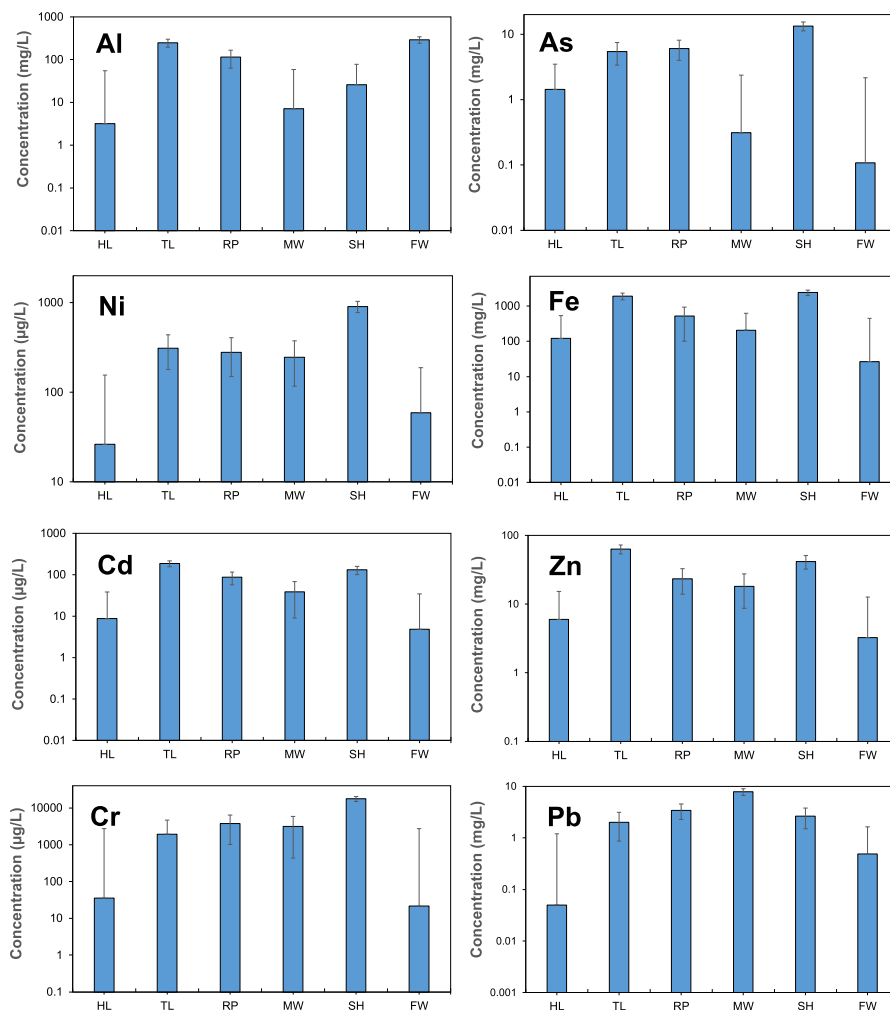 Al
Concentration (mg/L)
1000
100
10
1
0.1
0.01
HL TL RP MW SH FW
As
Concentration (mg/L)
10
1
0.1
0.01
HL TL RP MW SH FW
Ni
Concentration (µg/L)
1000
100
10
HL TL RP MW SH FW
Fe
Concentration (mg/L)
1000
100
10
1
0.1
0.01
HL TL RP MW SH FW
Cd
Concentration (µg/L)
1000
100
10
1
0.1
0.01
HL TL RP MW SH FW
Zn
Concentration (mg/L)
100
10
1
0.1
HL TL RP MW SH FW
Cr
Concentration (µg/L)
10000
1000
100
10
1
0.1
HL TL RP MW SH FW
Pb
Concentration (mg/L)
10
1
0.1
0.01
0.001
HL TL RP MW SH FW